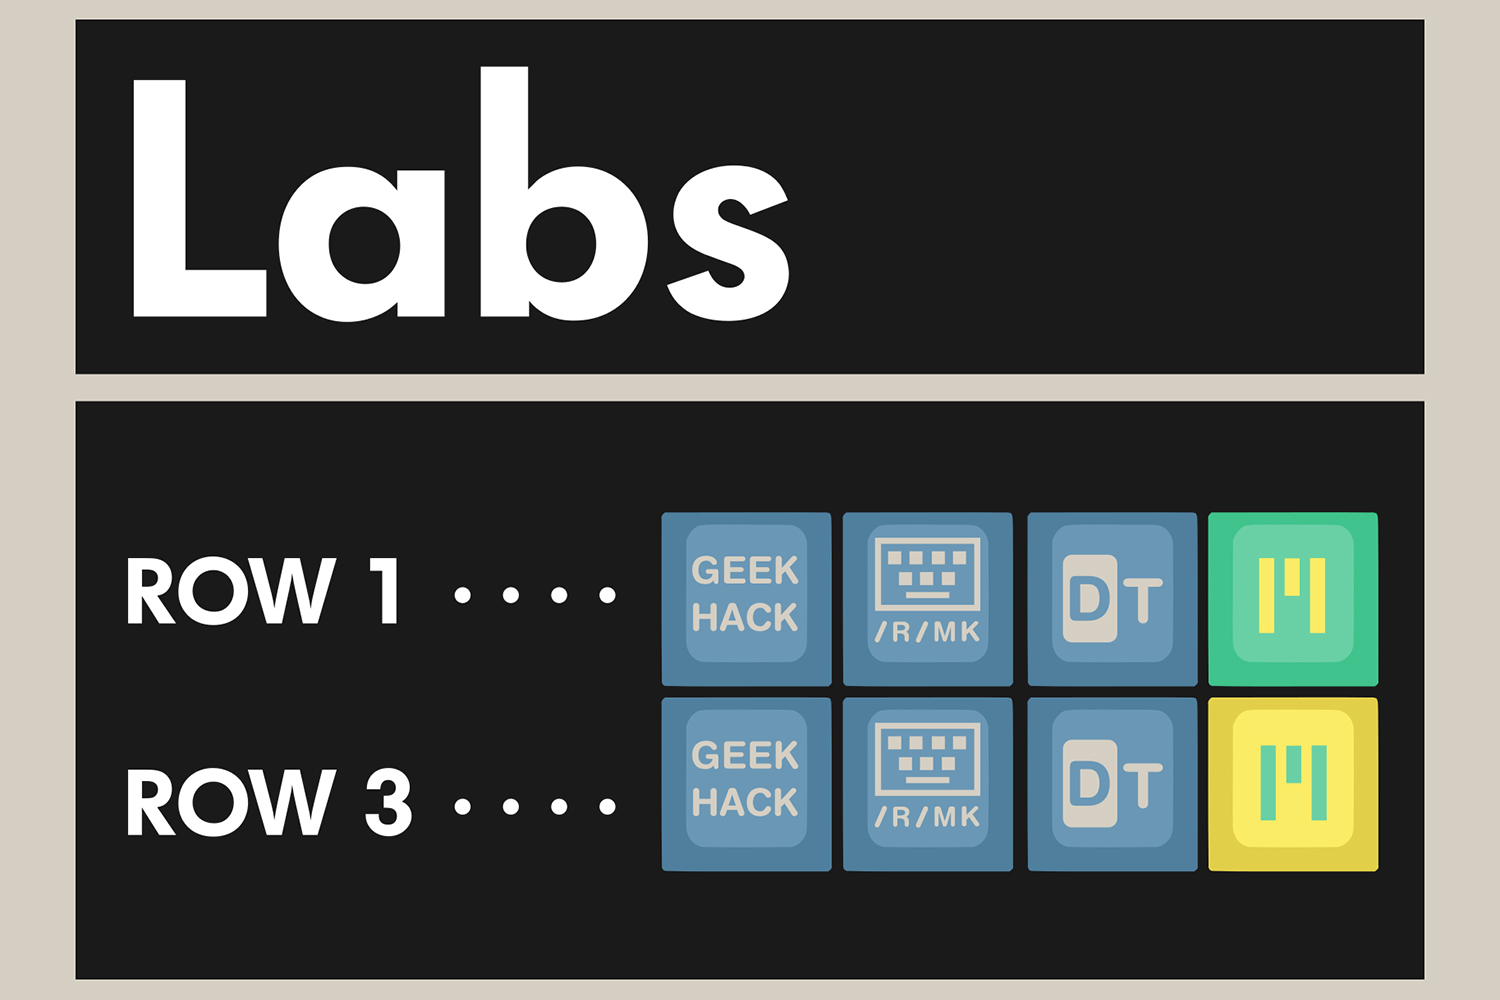 Labs
ROW 1 • • • •
GEEK
HACK
/R/MK
DT
M
ROW 3 • • • •
GEEK
HACK
/R/MK
DT
M